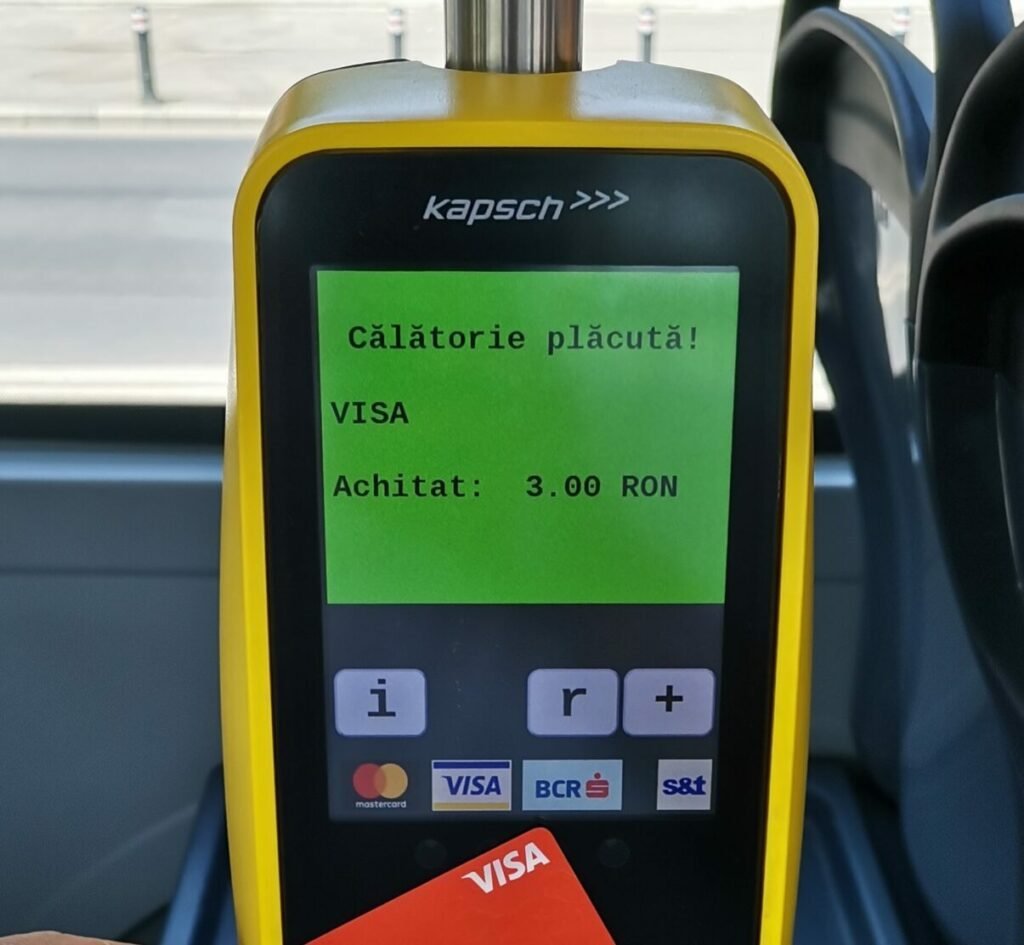 kapsch >>>
Călătorie plăcută!
VISA
Achitat: 3.00 RON
i r +
mastercard VISA BCR s&t
VISA